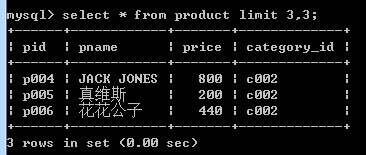 mysql> select * from product limit 3,3;
+------+------------+-------+-------------+
| pid  | pname      | price | category_id |
+------+------------+-------+-------------+
| p004 | JACK JONES |   800 | c002        |
| p005 | 真维斯     |   200 | c002        |
| p006 | 花花公子   |   440 | c002        |
+------+------------+-------+-------------+
3 rows in set (0.00 sec)